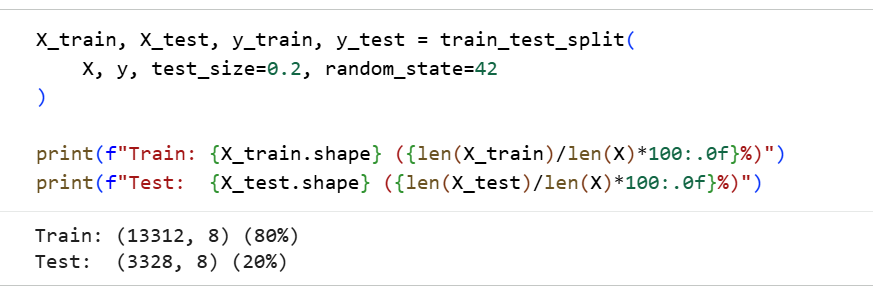 X_train, X_test, y_train, y_test = train_test_split(
    X, y, test_size=0.2, random_state=42
)
print(f"Train: {X_train.shape} ({len(X_train)/len(X)*100:.0f}%)")
print(f"Test:  {X_test.shape} ({len(X_test)/len(X)*100:.0f}%)")
Train: (13312, 8) (80%)
Test:  (3328, 8) (20%)